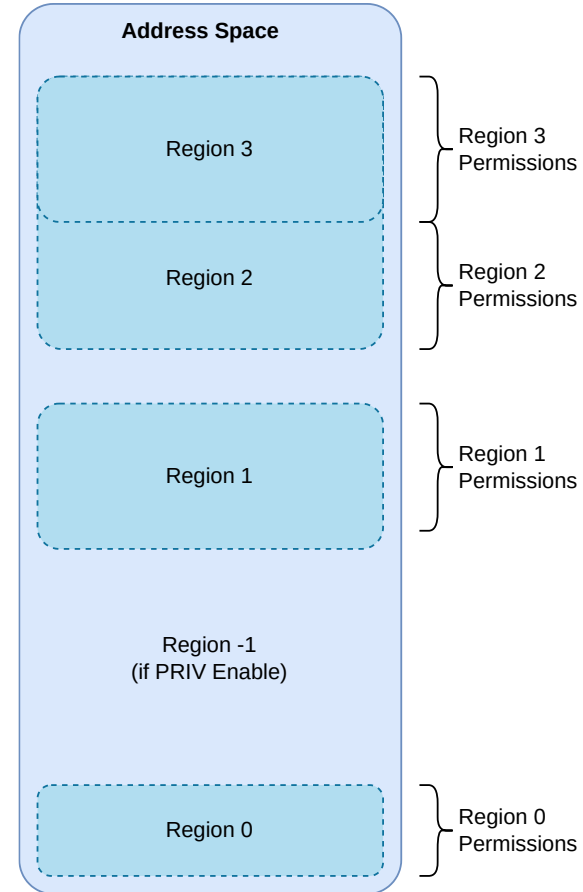 Address Space
Region 3
Region 3
Permissions
Region 2
Region 2
Permissions
Region 1
Region 1
Permissions
Region -1
(if PRIV Enable)
Region 0
Region 0
Permissions